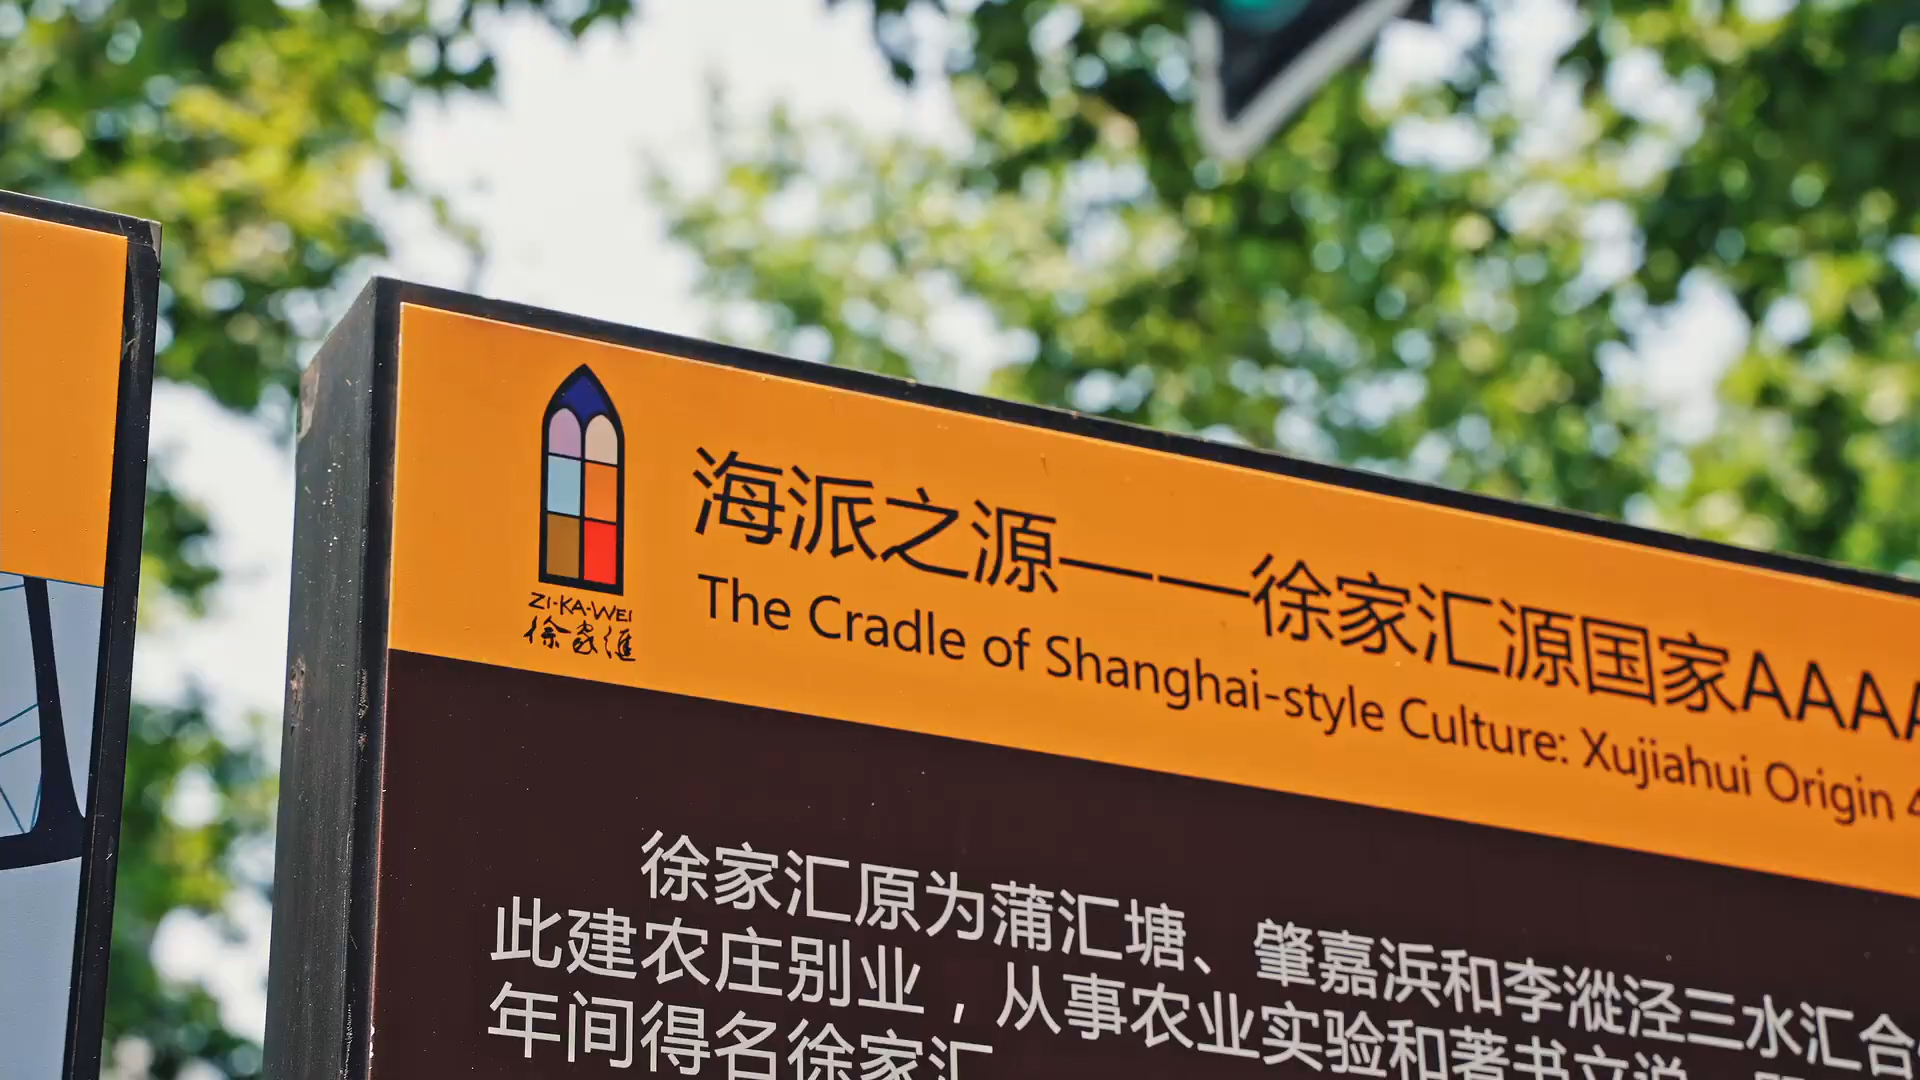 ZI-KA-WEI
徐家匯
海派之源——徐家汇源国家AAAA
The Cradle of Shanghai-style Culture: Xujiahui Origin 4
徐家汇原为蒲汇塘、肇嘉浜和李漎泾三水汇合
此建农庄别业，从事农业实验和著书立说
年间得名徐家汇